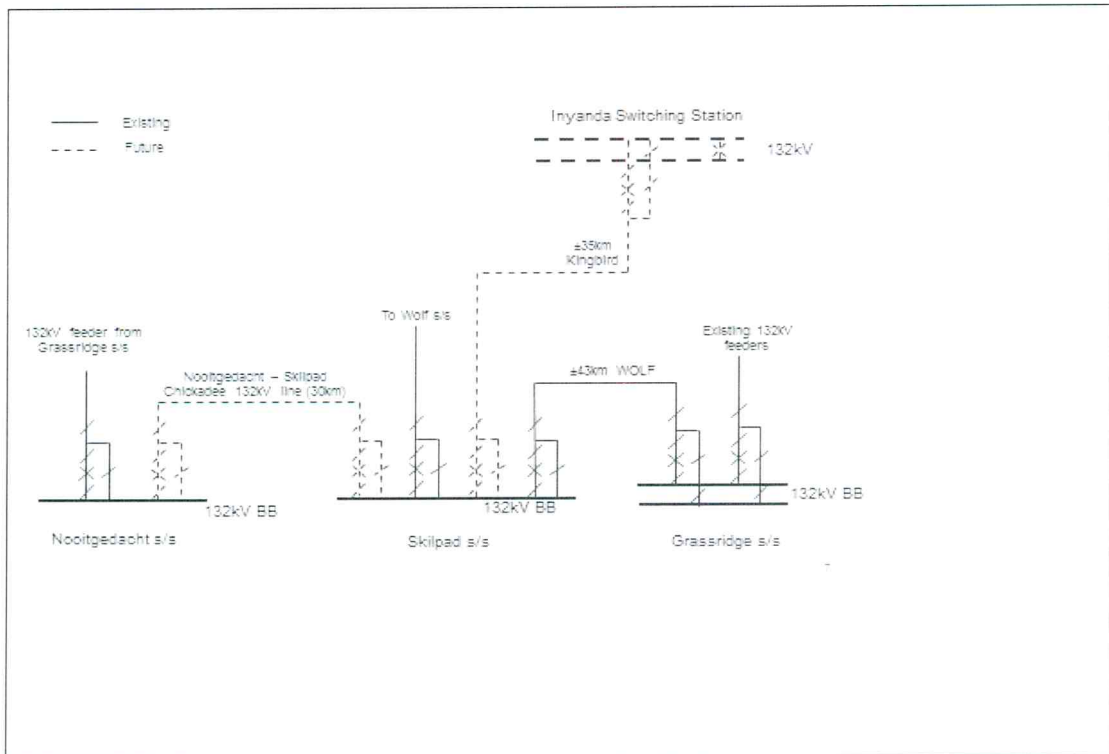 Existing
Future
Inyanda Switching Station
132kV
±35km
Kingbird
To Wolf s/s
132kV feeder from
Grassridge s/s
Existing 132kV
feeders
Nooitgedacht – Skilpad
Chickadee 132kV line (30km)
±43km WOLF
132kV BB
132kV BB
132kV BB
Nooitgedacht s/s
Skilpad s/s
Grassridge s/s